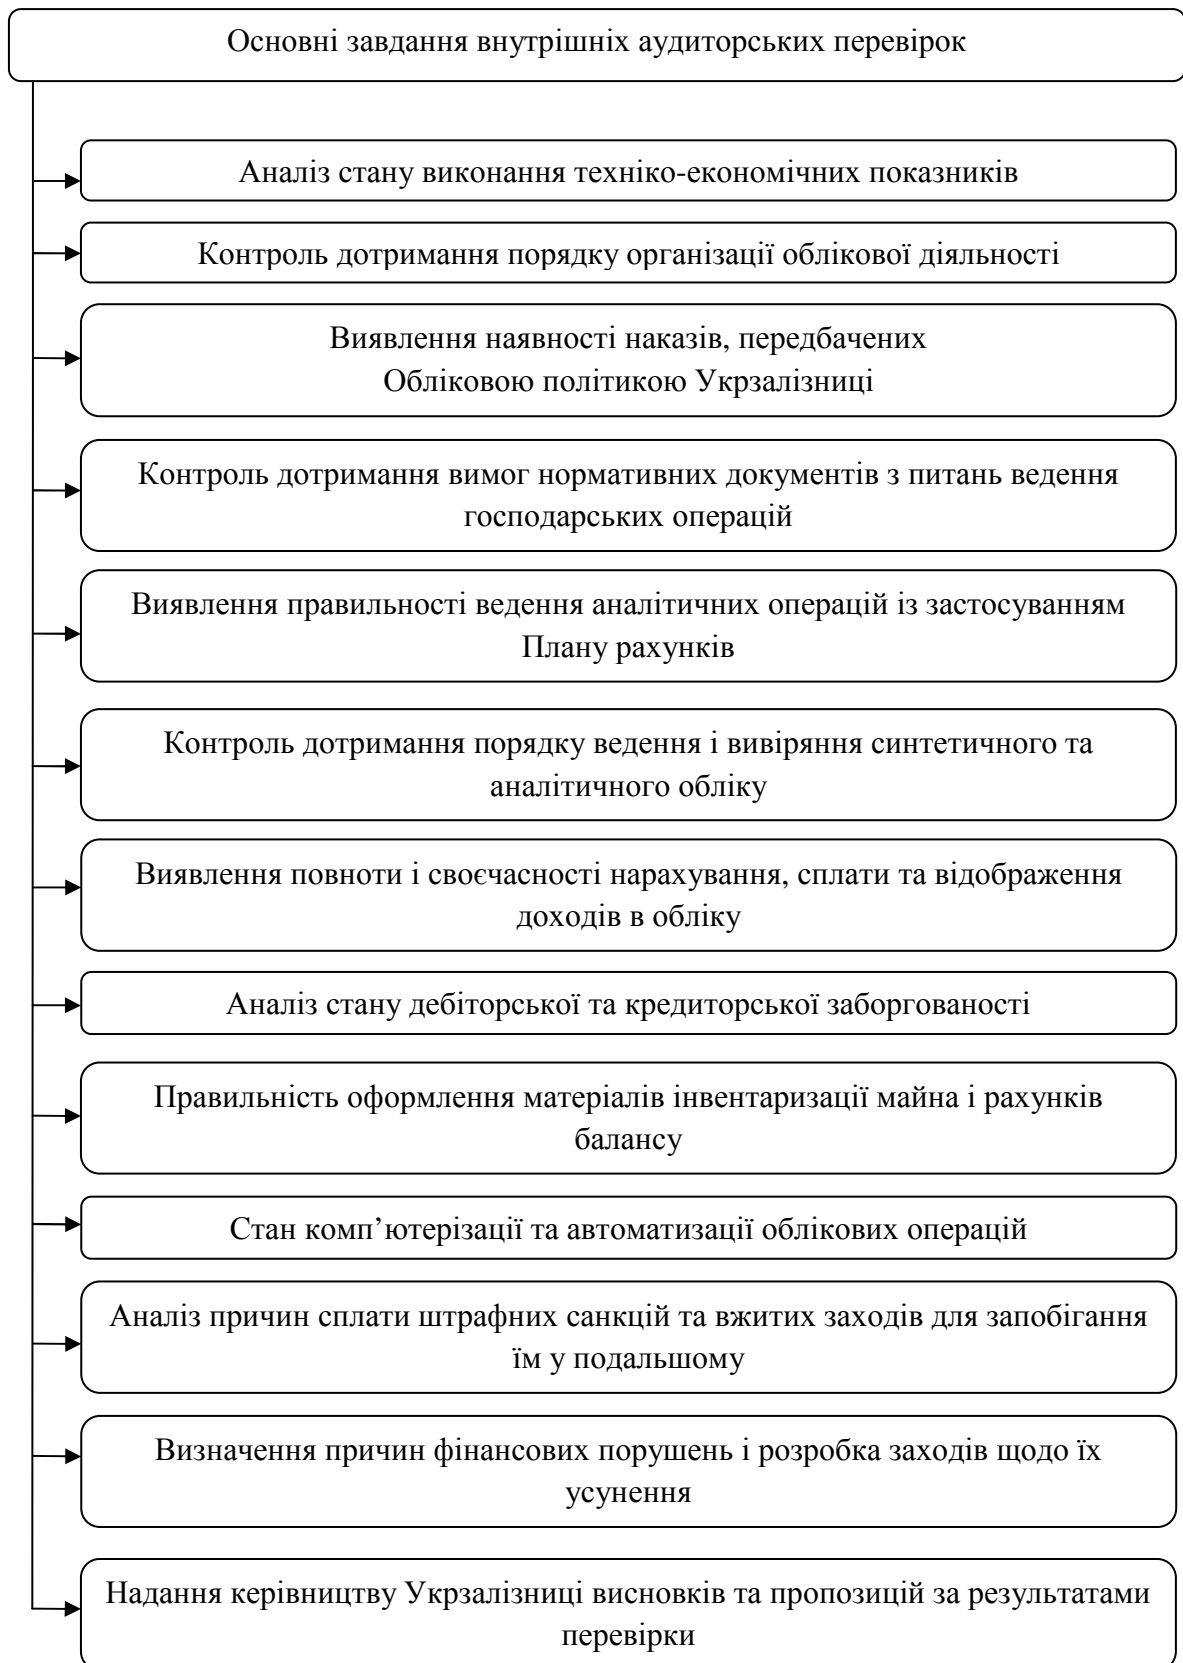 Основні завдання внутрішніх аудиторських перевірок
Аналіз стану виконання техніко-економічних показників
Контроль дотримання порядку організації облікової діяльності
Виявлення наявності наказів, передбачених
Обліковою політикою Укрзалізниці
Контроль дотримання вимог нормативних документів з питань ведення
господарських операцій
Виявлення правильності ведення аналітичних операцій із застосуванням
Плану рахунків
Контроль дотримання порядку ведення і вивіряння синтетичного та
аналітичного обліку
Виявлення повноти і своєчасності нарахування, сплати та відображення
доходів в обліку
Аналіз стану дебіторської та кредиторської заборгованості
Правильність оформлення матеріалів інвентаризації майна і рахунків
балансу
Стан комп’ютерізації та автоматизації облікових операцій
Аналіз причин сплати штрафних санкцій та вжитих заходів для запобігання
їм у подальшому
Визначення причин фінансових порушень і розробка заходів щодо їх
усунення
Надання керівництву Укрзалізниці висновків та пропозицій за результатами
перевірки